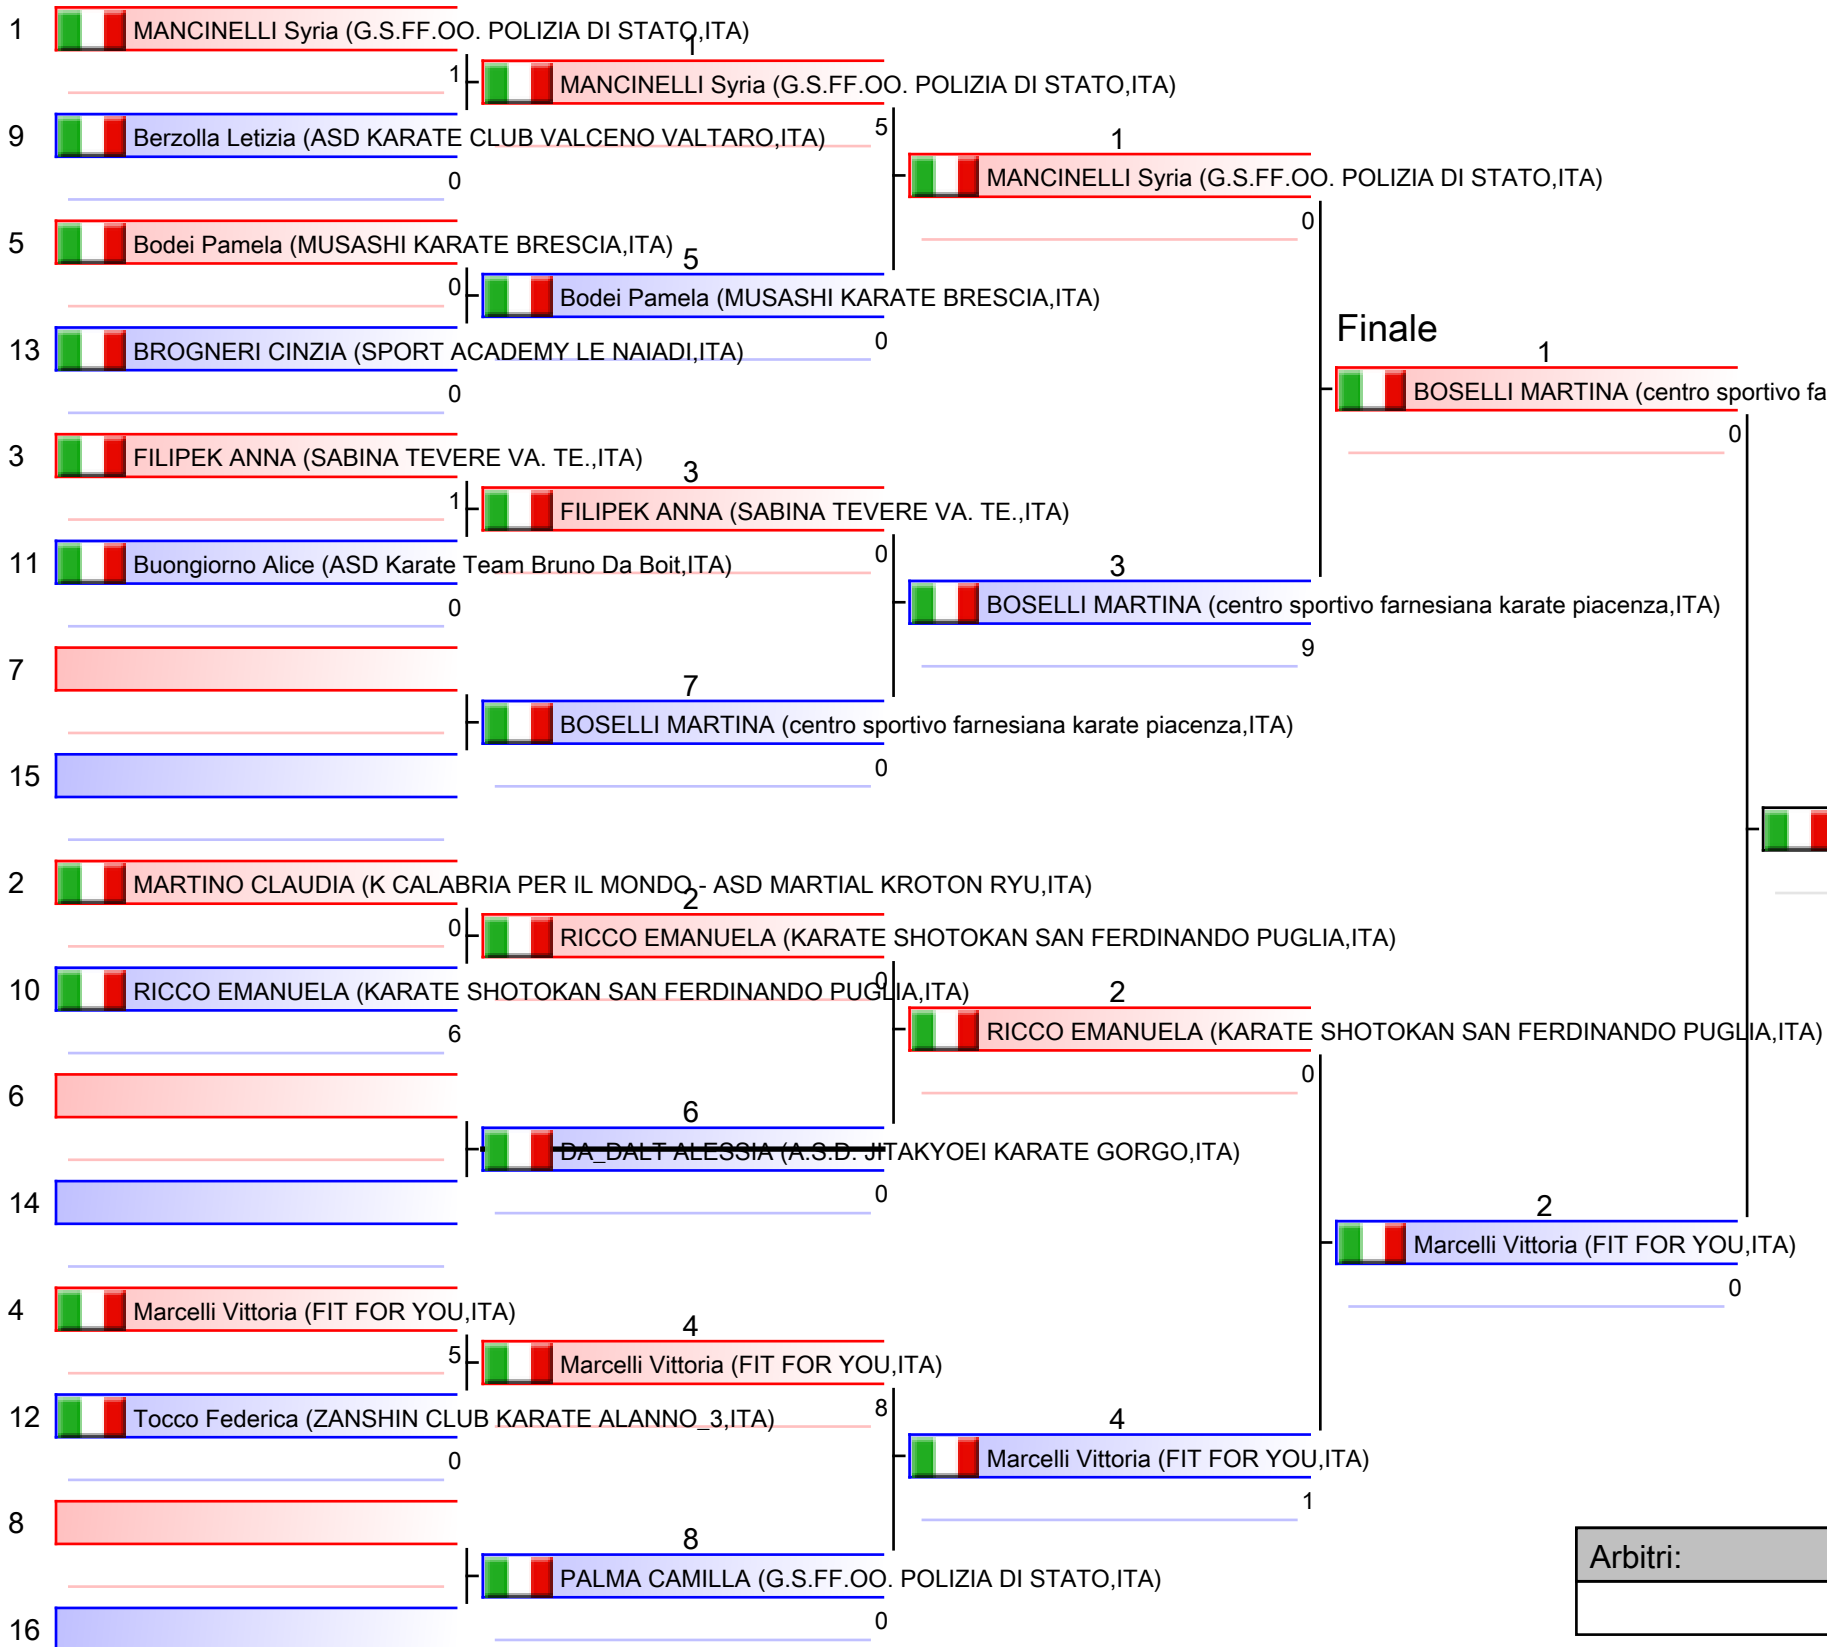 1 MANCINELLI Syria (G.S.FF.OO. POLIZIA DI STATO,ITA)
1
1
MANCINELLI Syria (G.S.FF.OO. POLIZIA DI STATO,ITA)
5
9 Berzolla Letizia (ASD KARATE CLUB VALCENO VALTARO,ITA)
0
1
MANCINELLI Syria (G.S.FF.OO. POLIZIA DI STATO,ITA)
0
5 Bodei Pamela (MUSASHI KARATE BRESCIA,ITA)
0
5
Bodei Pamela (MUSASHI KARATE BRESCIA,ITA)
0
13 BROGNERI CINZIA (SPORT ACADEMY LE NAIADI,ITA)
0
Finale
1
BOSELLI MARTINA (centro sportivo fa
0
3 FILIPEK ANNA (SABINA TEVERE VA. TE.,ITA)
1
3
FILIPEK ANNA (SABINA TEVERE VA. TE.,ITA)
0
11 Buongiorno Alice (ASD Karate Team Bruno Da Boit,ITA)
0
3
BOSELLI MARTINA (centro sportivo farnesiana karate piacenza,ITA)
9
7
7
BOSELLI MARTINA (centro sportivo farnesiana karate piacenza,ITA)
0
15
2 MARTINO CLAUDIA (K CALABRIA PER IL MONDO - ASD MARTIAL KROTON RYU,ITA)
0
2
RICCO EMANUELA (KARATE SHOTOKAN SAN FERDINANDO PUGLIA,ITA)
0
10 RICCO EMANUELA (KARATE SHOTOKAN SAN FERDINANDO PUGLIA,ITA)
6
2
RICCO EMANUELA (KARATE SHOTOKAN SAN FERDINANDO PUGLIA,ITA)
0
6
6
DA_DALT ALESSIA (A.S.D. JITAKYOEI KARATE GORGO,ITA)
0
14
2
Marcelli Vittoria (FIT FOR YOU,ITA)
0
4 Marcelli Vittoria (FIT FOR YOU,ITA)
5
4
Marcelli Vittoria (FIT FOR YOU,ITA)
8
12 Tocco Federica (ZANSHIN CLUB KARATE ALANNO_3,ITA)
0
4
Marcelli Vittoria (FIT FOR YOU,ITA)
1
8
8
PALMA CAMILLA (G.S.FF.OO. POLIZIA DI STATO,ITA)
0
16
Arbitri: